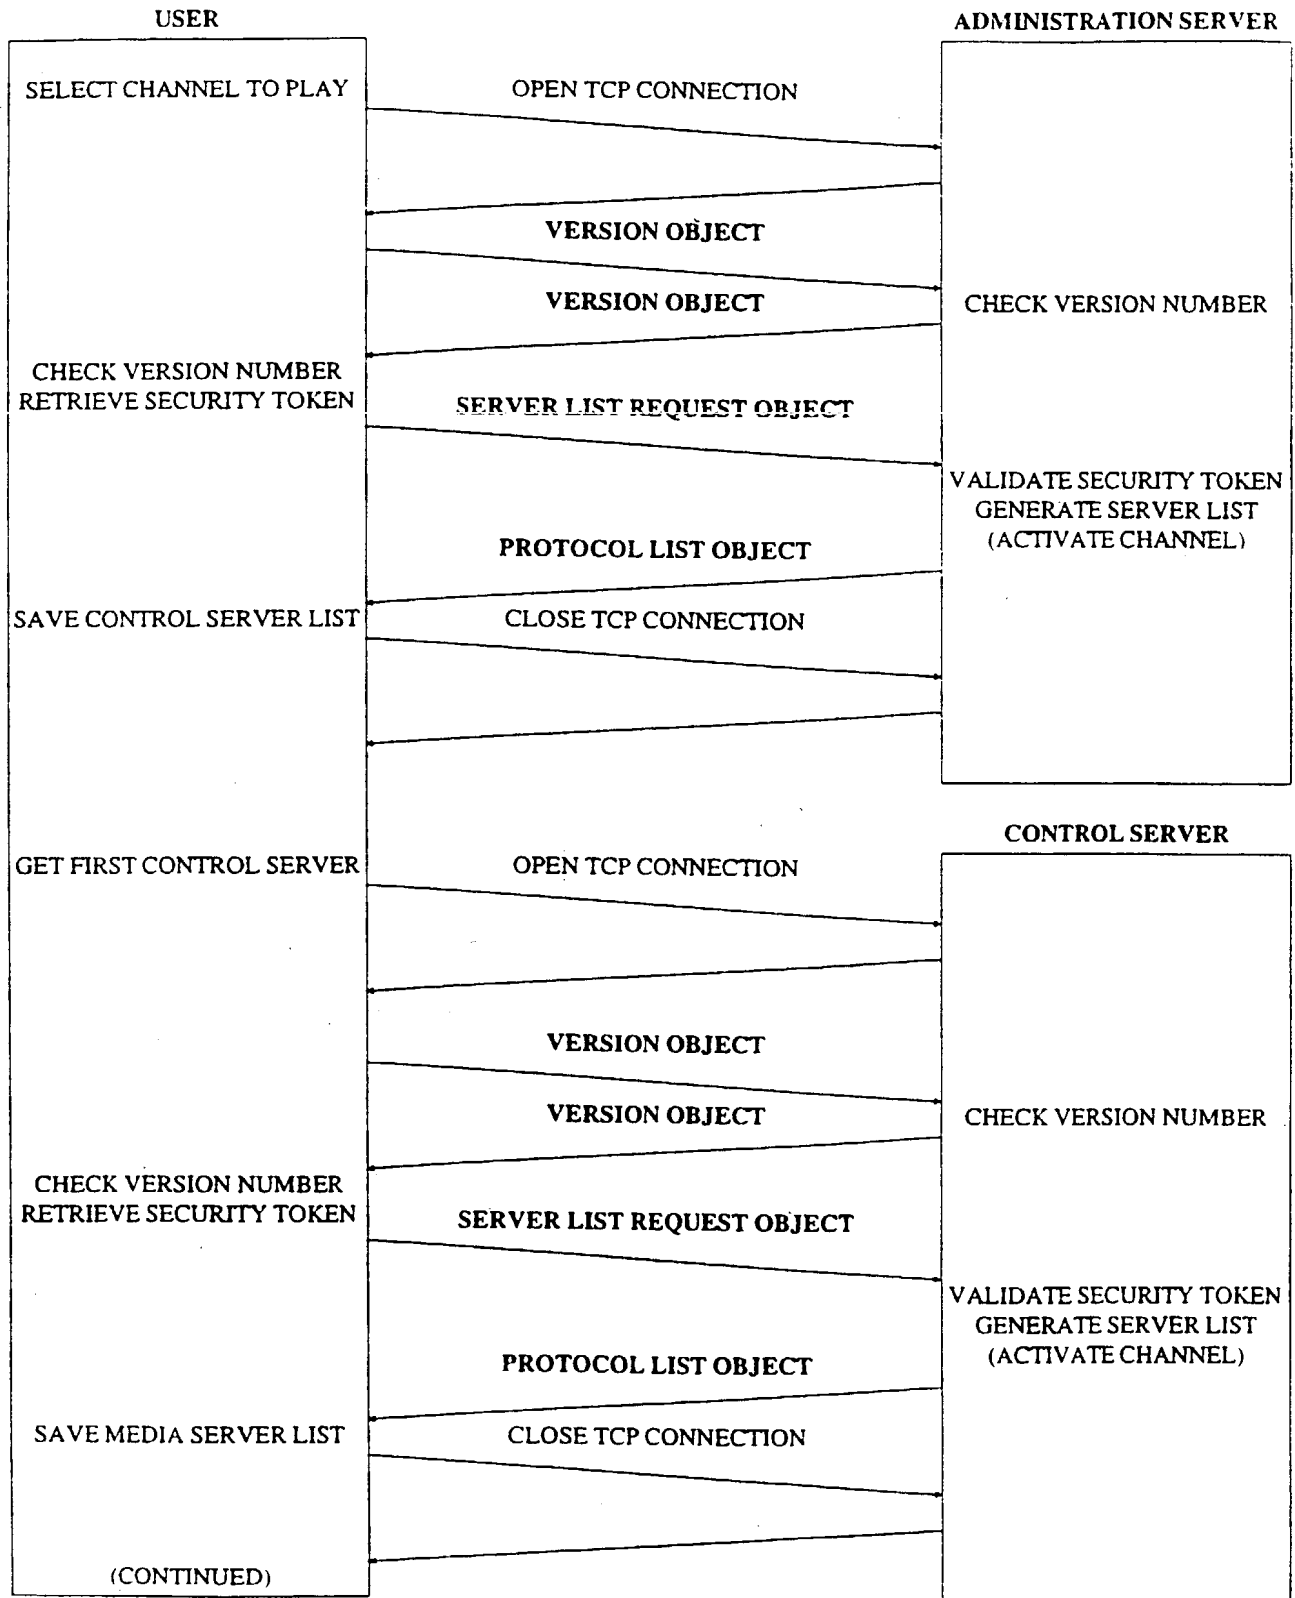 USER
ADMINISTRATION SERVER
SELECT CHANNEL TO PLAY
OPEN TCP CONNECTION
VERSION OBJECT
VERSION OBJECT
CHECK VERSION NUMBER
CHECK VERSION NUMBER
RETRIEVE SECURITY TOKEN
SERVER LIST REQUEST OBJECT
VALIDATE SECURITY TOKEN
GENERATE SERVER LIST
(ACTIVATE CHANNEL)
PROTOCOL LIST OBJECT
SAVE CONTROL SERVER LIST
CLOSE TCP CONNECTION
CONTROL SERVER
GET FIRST CONTROL SERVER
OPEN TCP CONNECTION
VERSION OBJECT
VERSION OBJECT
CHECK VERSION NUMBER
CHECK VERSION NUMBER
RETRIEVE SECURITY TOKEN
SERVER LIST REQUEST OBJECT
VALIDATE SECURITY TOKEN
GENERATE SERVER LIST
(ACTIVATE CHANNEL)
PROTOCOL LIST OBJECT
SAVE MEDIA SERVER LIST
CLOSE TCP CONNECTION
(CONTINUED)